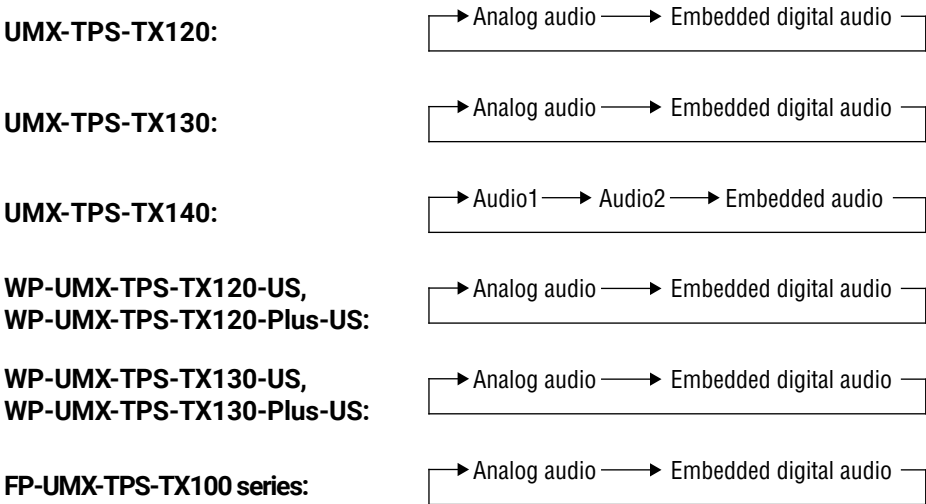 UMX-TPS-TX120: Analog audio Embedded digital audio
UMX-TPS-TX130: Analog audio Embedded digital audio
UMX-TPS-TX140: Audio1 Audio2 Embedded audio
WP-UMX-TPS-TX120-US,
WP-UMX-TPS-TX120-Plus-US: Analog audio Embedded digital audio
WP-UMX-TPS-TX130-US,
WP-UMX-TPS-TX130-Plus-US: Analog audio Embedded digital audio
FP-UMX-TPS-TX100 series: Analog audio Embedded digital audio